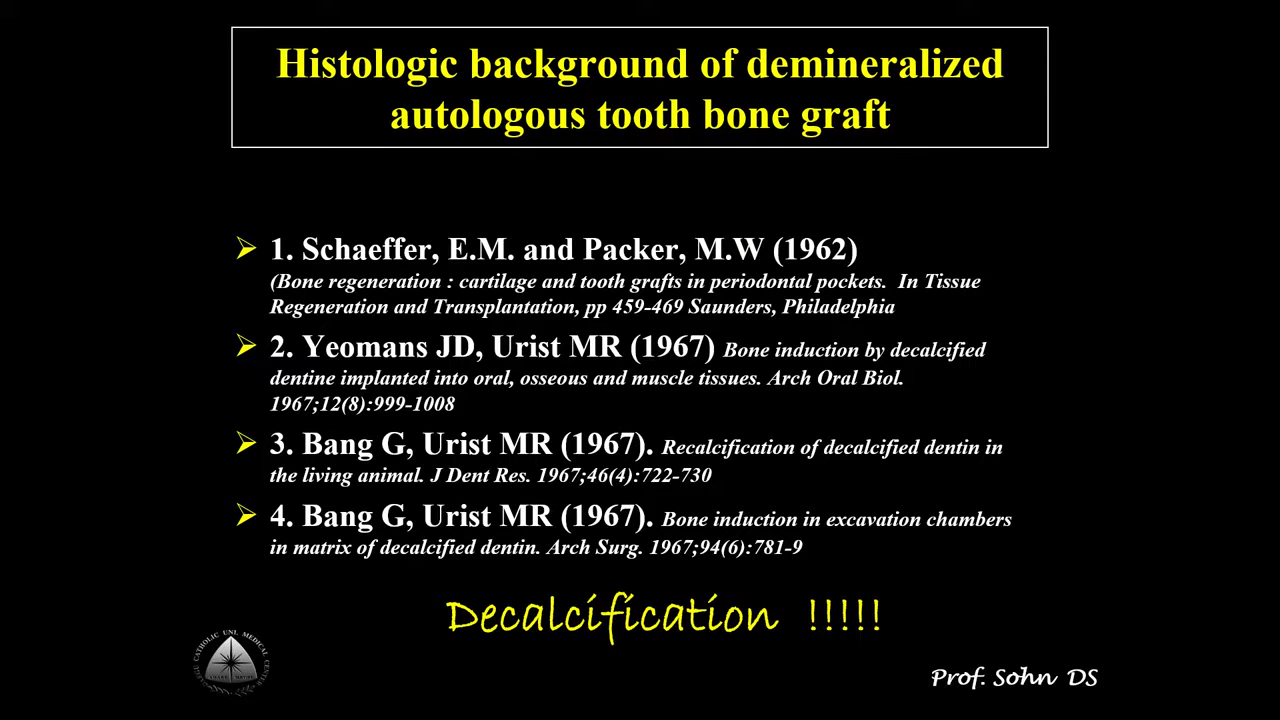 Histologic background of demineralized
autologous tooth bone graft
➢ 1. Schaeffer, E.M. and Packer, M.W (1962)
(Bone regeneration : cartilage and tooth grafts in periodontal pockets. In Tissue
Regeneration and Transplantation, pp 459-469 Saunders, Philadelphia
➢ 2. Yeomans JD, Urist MR (1967) Bone induction by decalcified
dentine implanted into oral, osseous and muscle tissues. Arch Oral Biol.
1967;12(8):999-1008
➢ 3. Bang G, Urist MR (1967). Recalcification of decalcified dentin in
the living animal. J Dent Res. 1967;46(4):722-730
➢ 4. Bang G, Urist MR (1967). Bone induction in excavation chambers
in matrix of decalcified dentin. Arch Surg. 1967;94(6):781-9
Decalcification !!!!!
CATHOLIC UNI. MEDICAL CENTER
Prof. Sohn DS